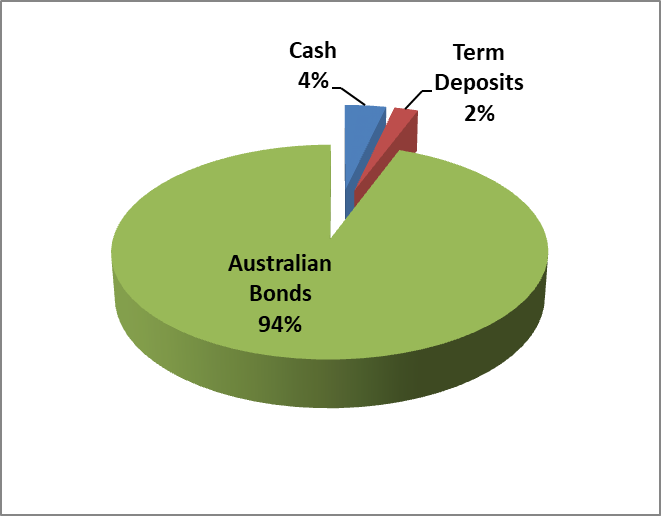 Cash
4%
Term
Deposits
2%
Australian
Bonds
94%